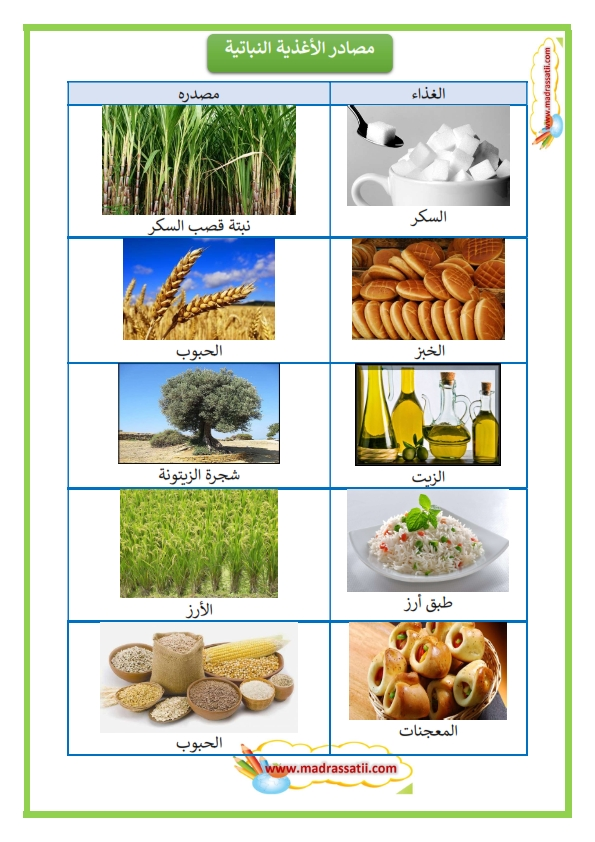 مصادر الأغذية النباتية
www.madrassatii.com
الغذاء
مصدره
السكر
نبتة قصب السكر
الخبز
الحبوب
الزيت
شجرة الزيتونة
طبق أرز
الأرز
المعجنات
الحبوب
www.madrassatii.com